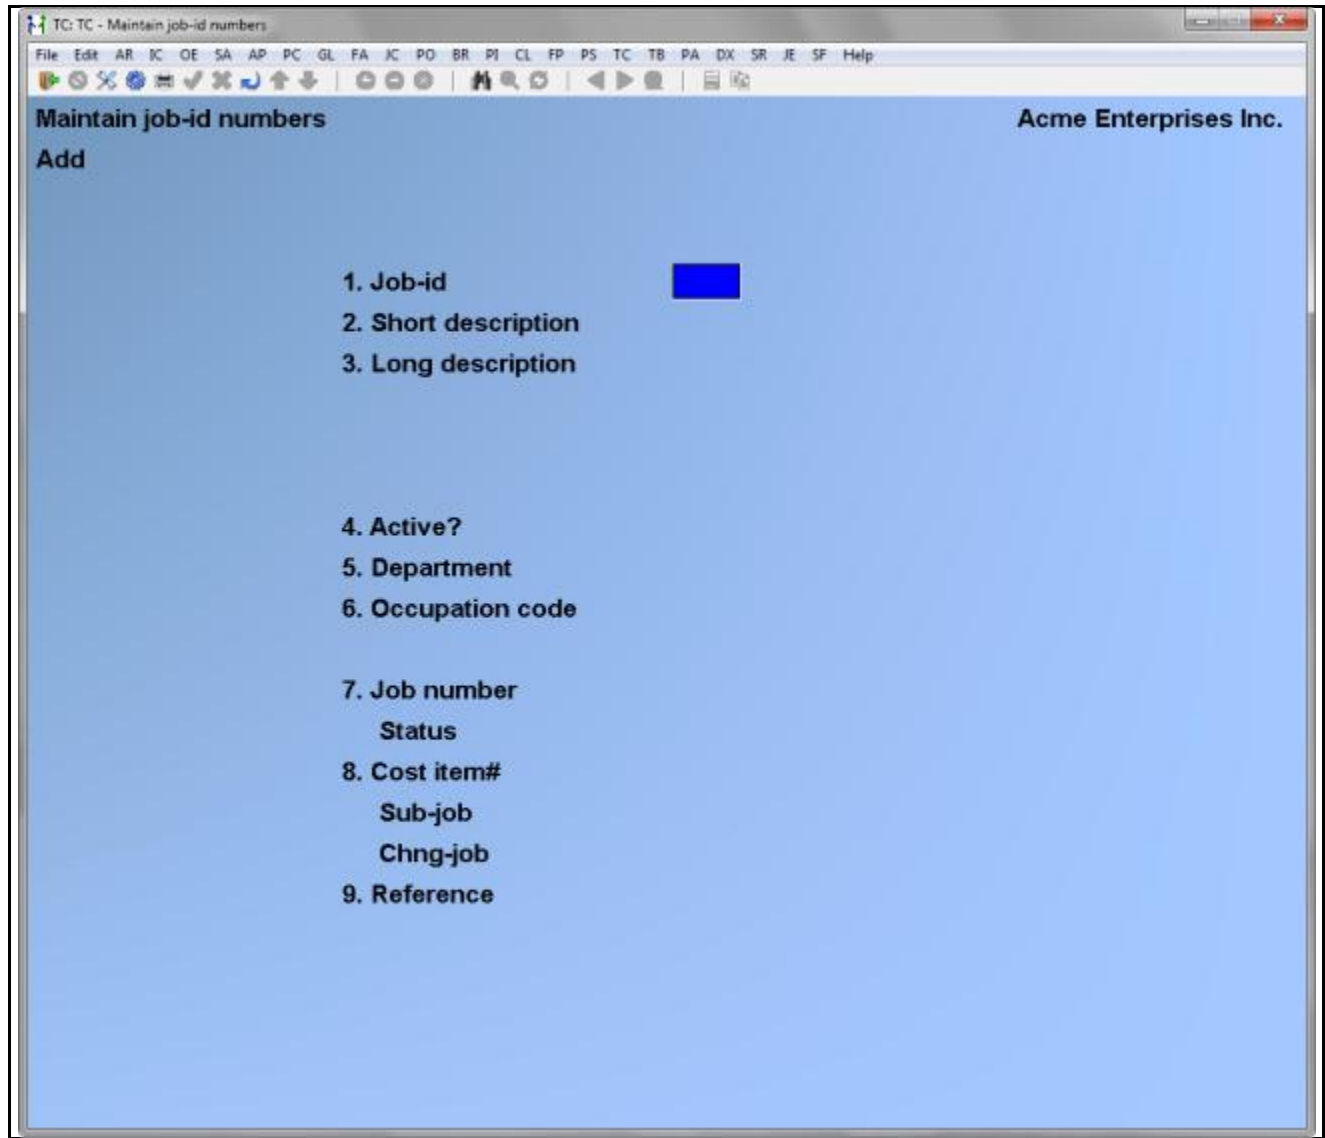 TC: TC - Maintain job-id numbers
File Edit AR IC OE SA AP PC GL FA JC PO BR PI CL FP PS TC TB PA DX SR JE SF Help
Maintain job-id numbers Acme Enterprises Inc.
Add
1. Job-id
2. Short description
3. Long description
4. Active?
5. Department
6. Occupation code
7. Job number
Status
8. Cost item#
Sub-job
Chng-job
9. Reference